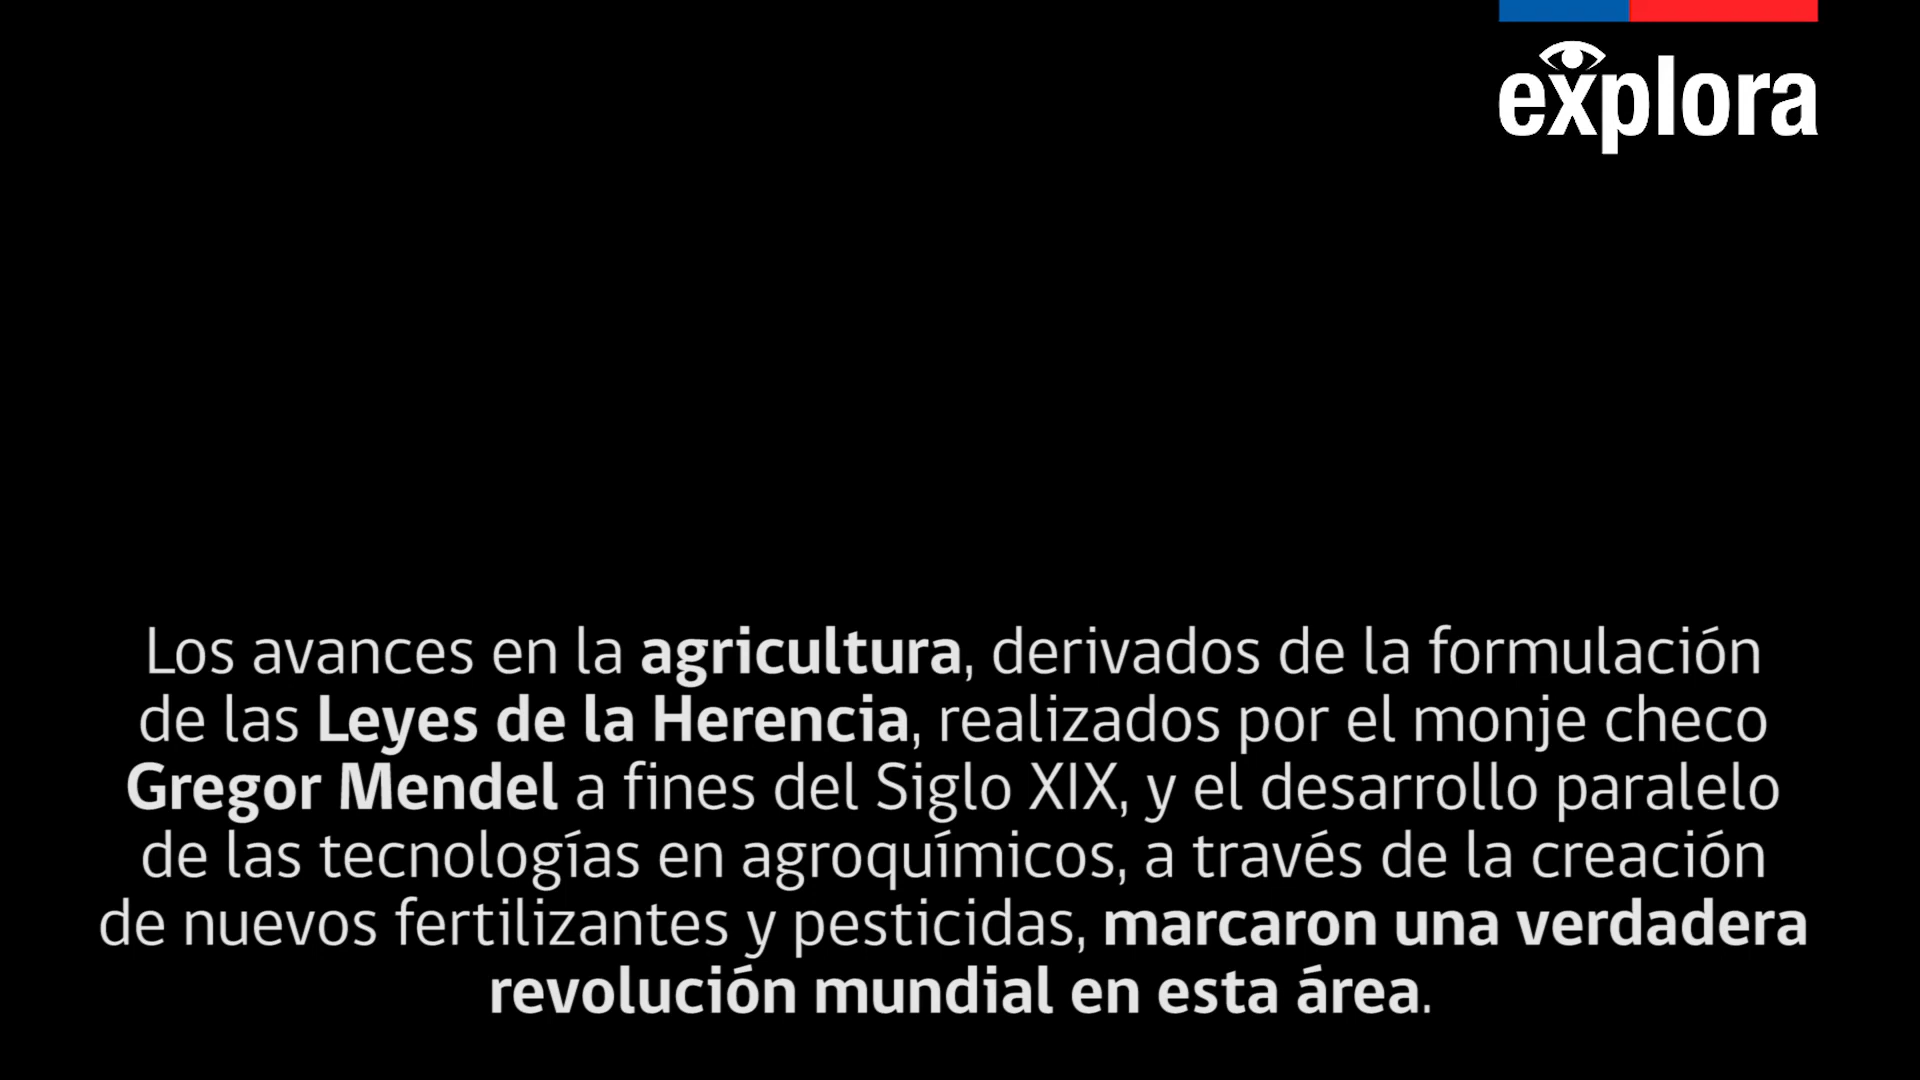 explora
Los avances en la agricultura, derivados de la formulación
de las Leyes de la Herencia, realizados por el monje checo
Gregor Mendel a fines del Siglo XIX, y el desarrollo paralelo
de las tecnologías en agroquímicos, a través de la creación
de nuevos fertilizantes y pesticidas, marcaron una verdadera
revolución mundial en esta área.